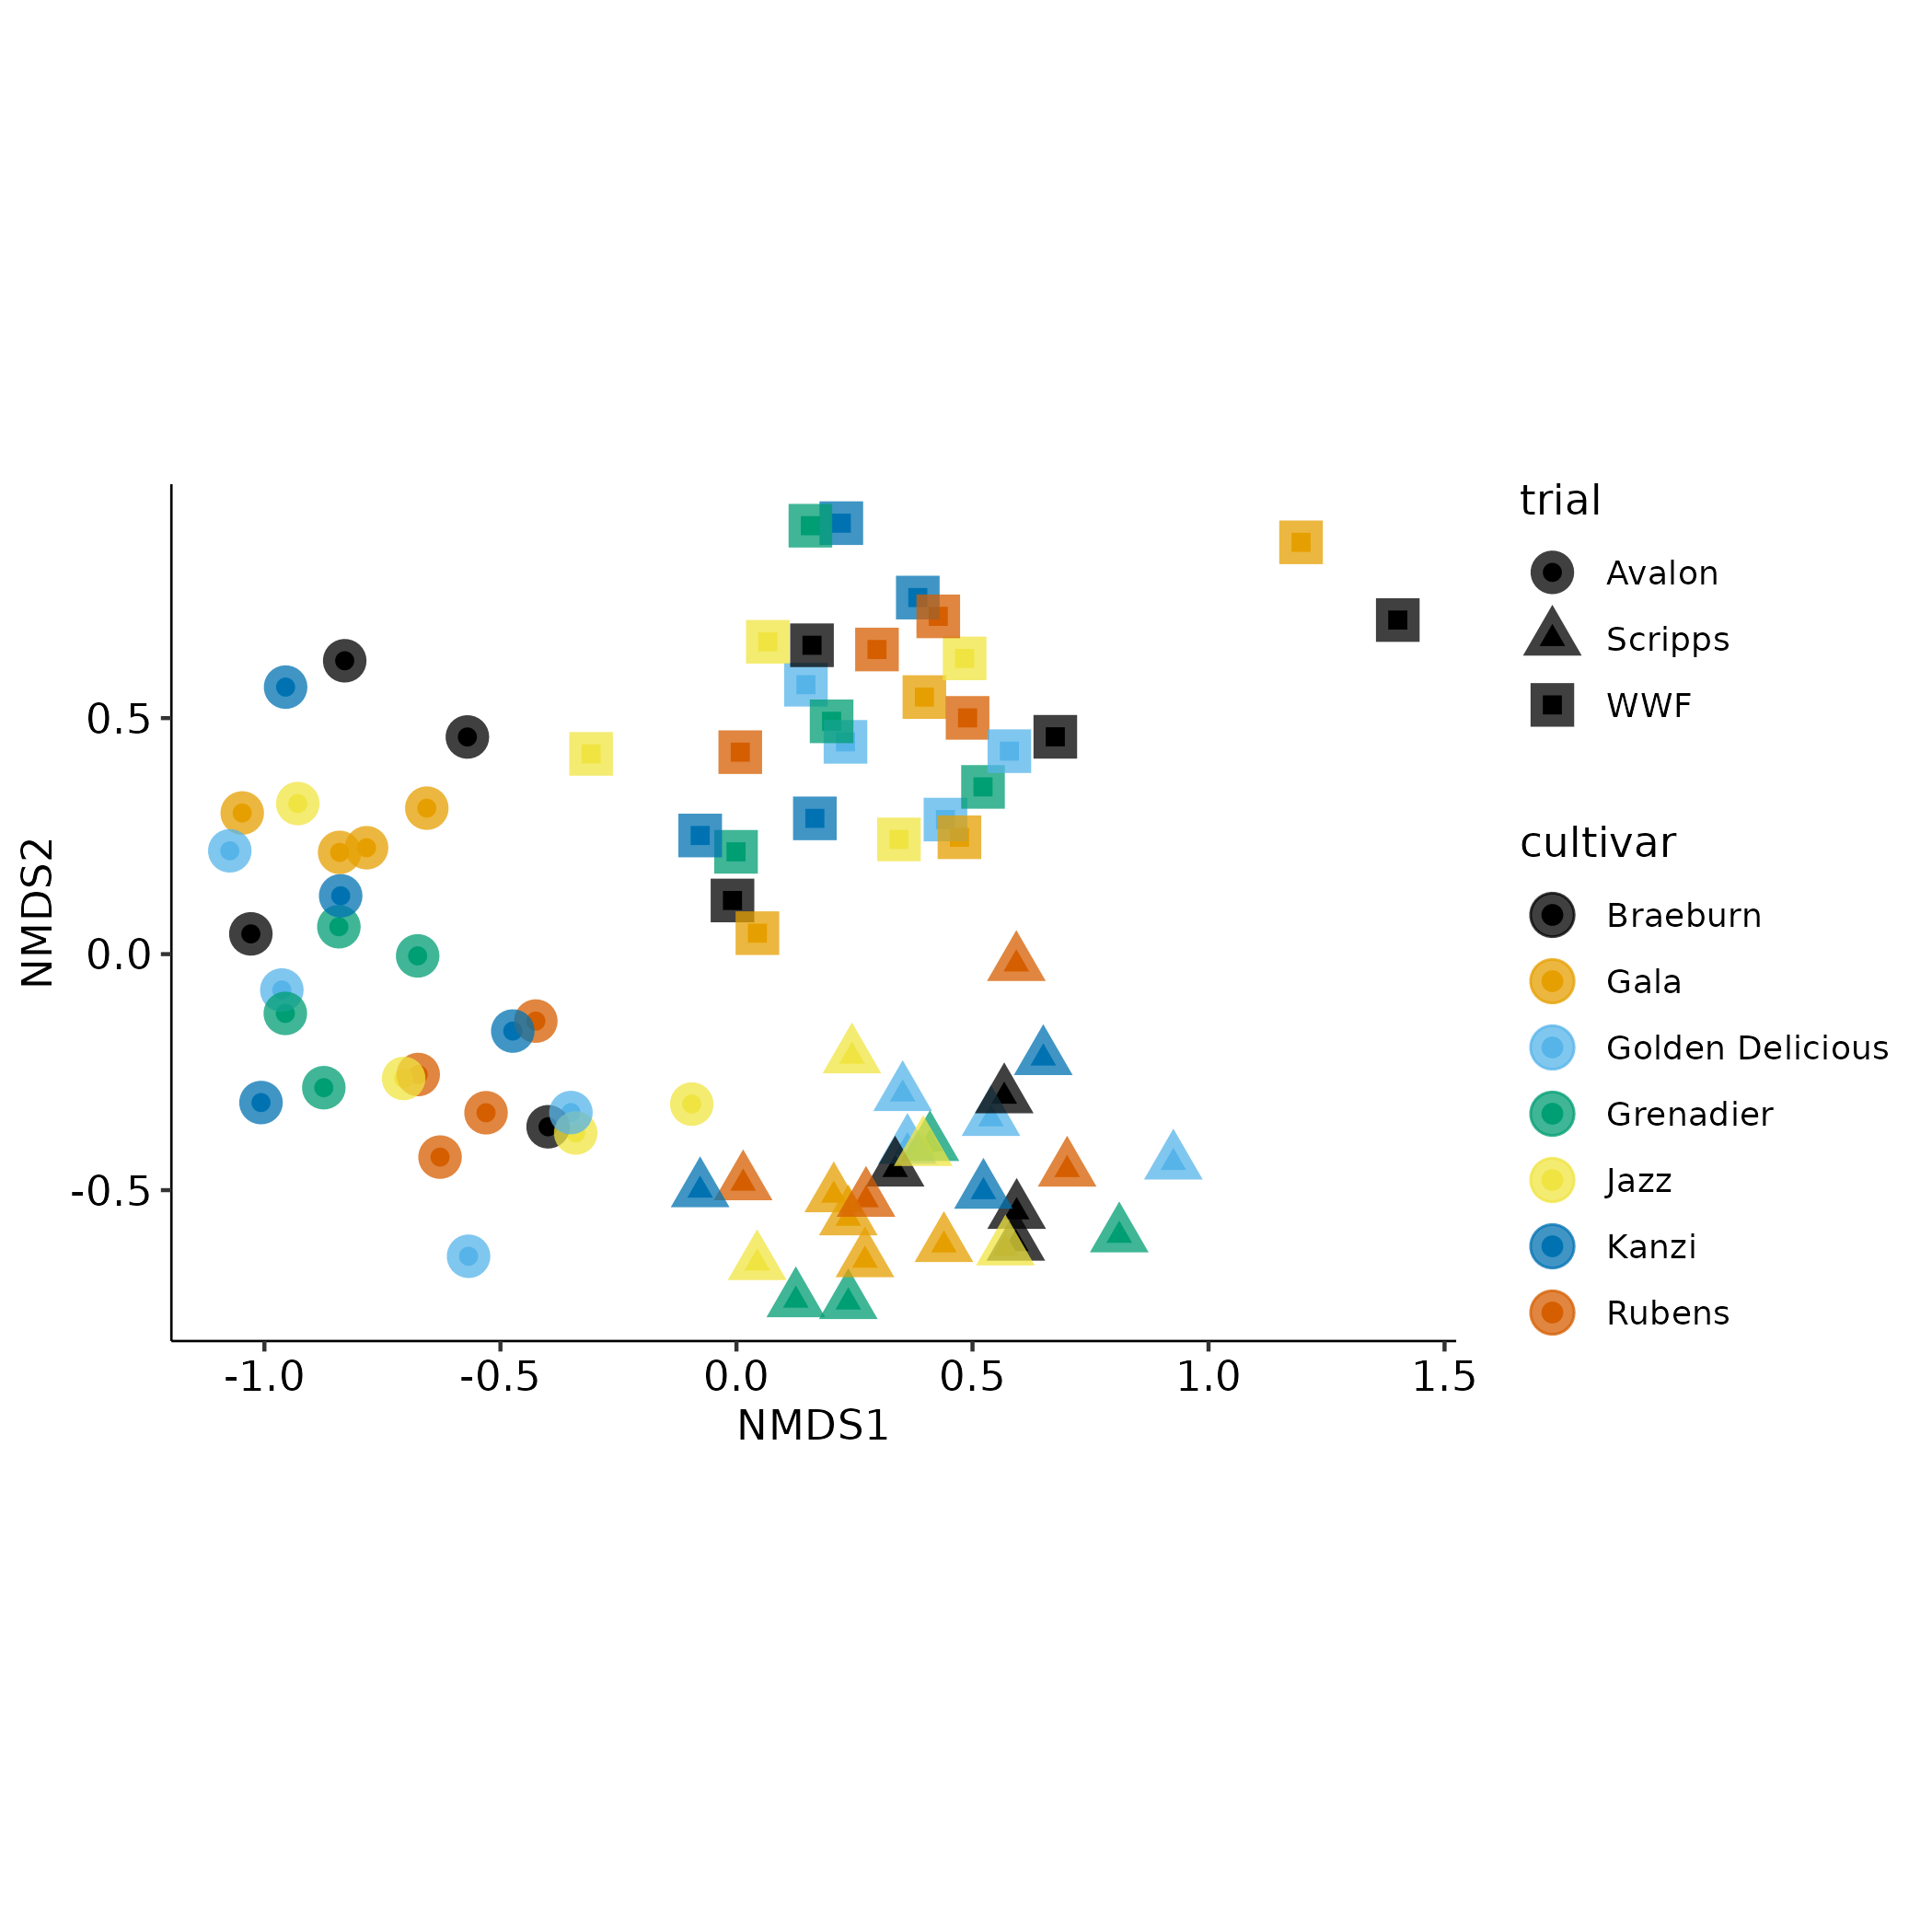 trial
Avalon
Scripps
WWF
cultivar
Braeburn
Gala
Golden Delicious
Grenadier
Jazz
Kanzi
Rubens
NMDS2
0.5
0.0
-0.5
-1.0 -0.5 0.0 0.5 1.0 1.5
NMDS1